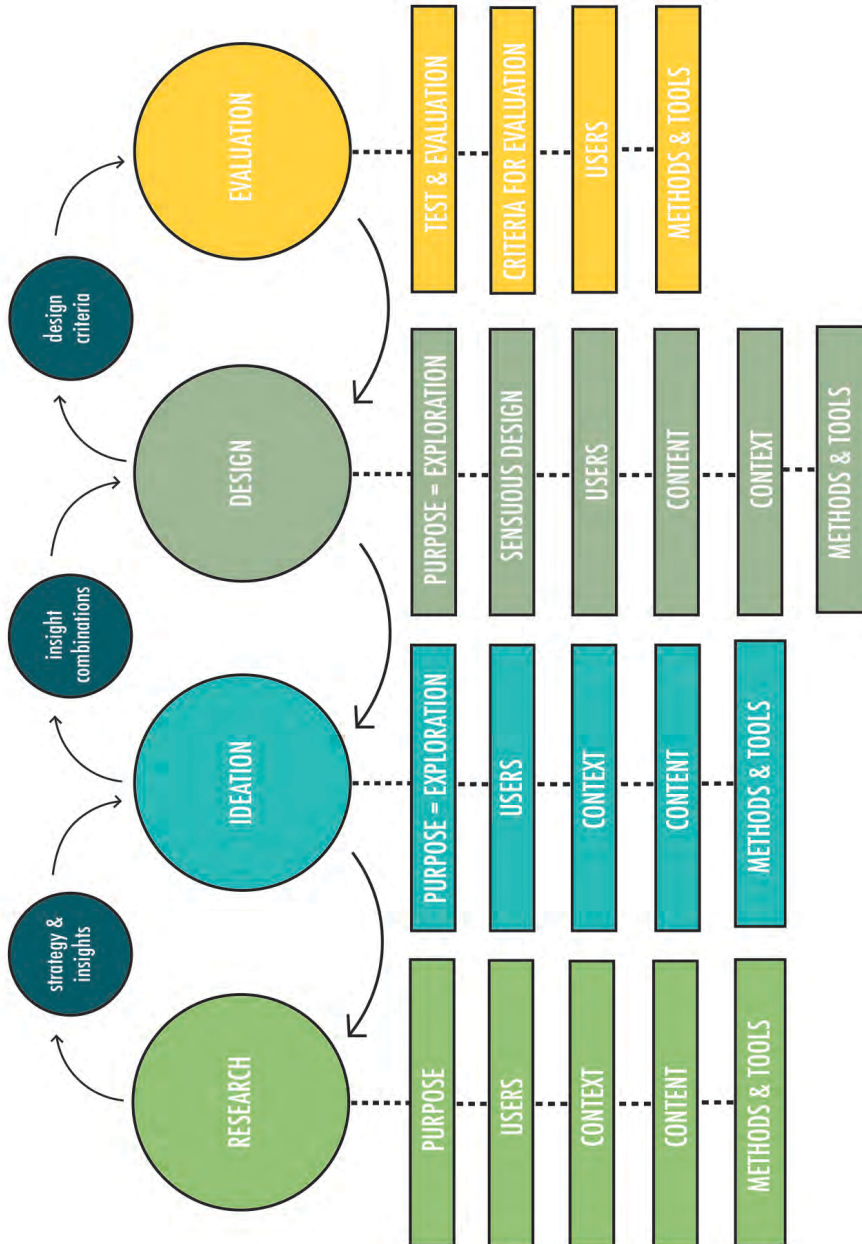 strategy &
insights
insight
combinations
design
criteria
RESEARCH
IDEATION
DESIGN
EVALUATION
PURPOSE
USERS
CONTEXT
CONTENT
METHODS & TOOLS
PURPOSE = EXPLORATION
USERS
CONTEXT
CONTENT
METHODS & TOOLS
PURPOSE = EXPLORATION
SENSUOUS DESIGN
USERS
CONTENT
CONTEXT
METHODS & TOOLS
TEST & EVALUATION
CRITERIA FOR EVALUATION
USERS
METHODS & TOOLS